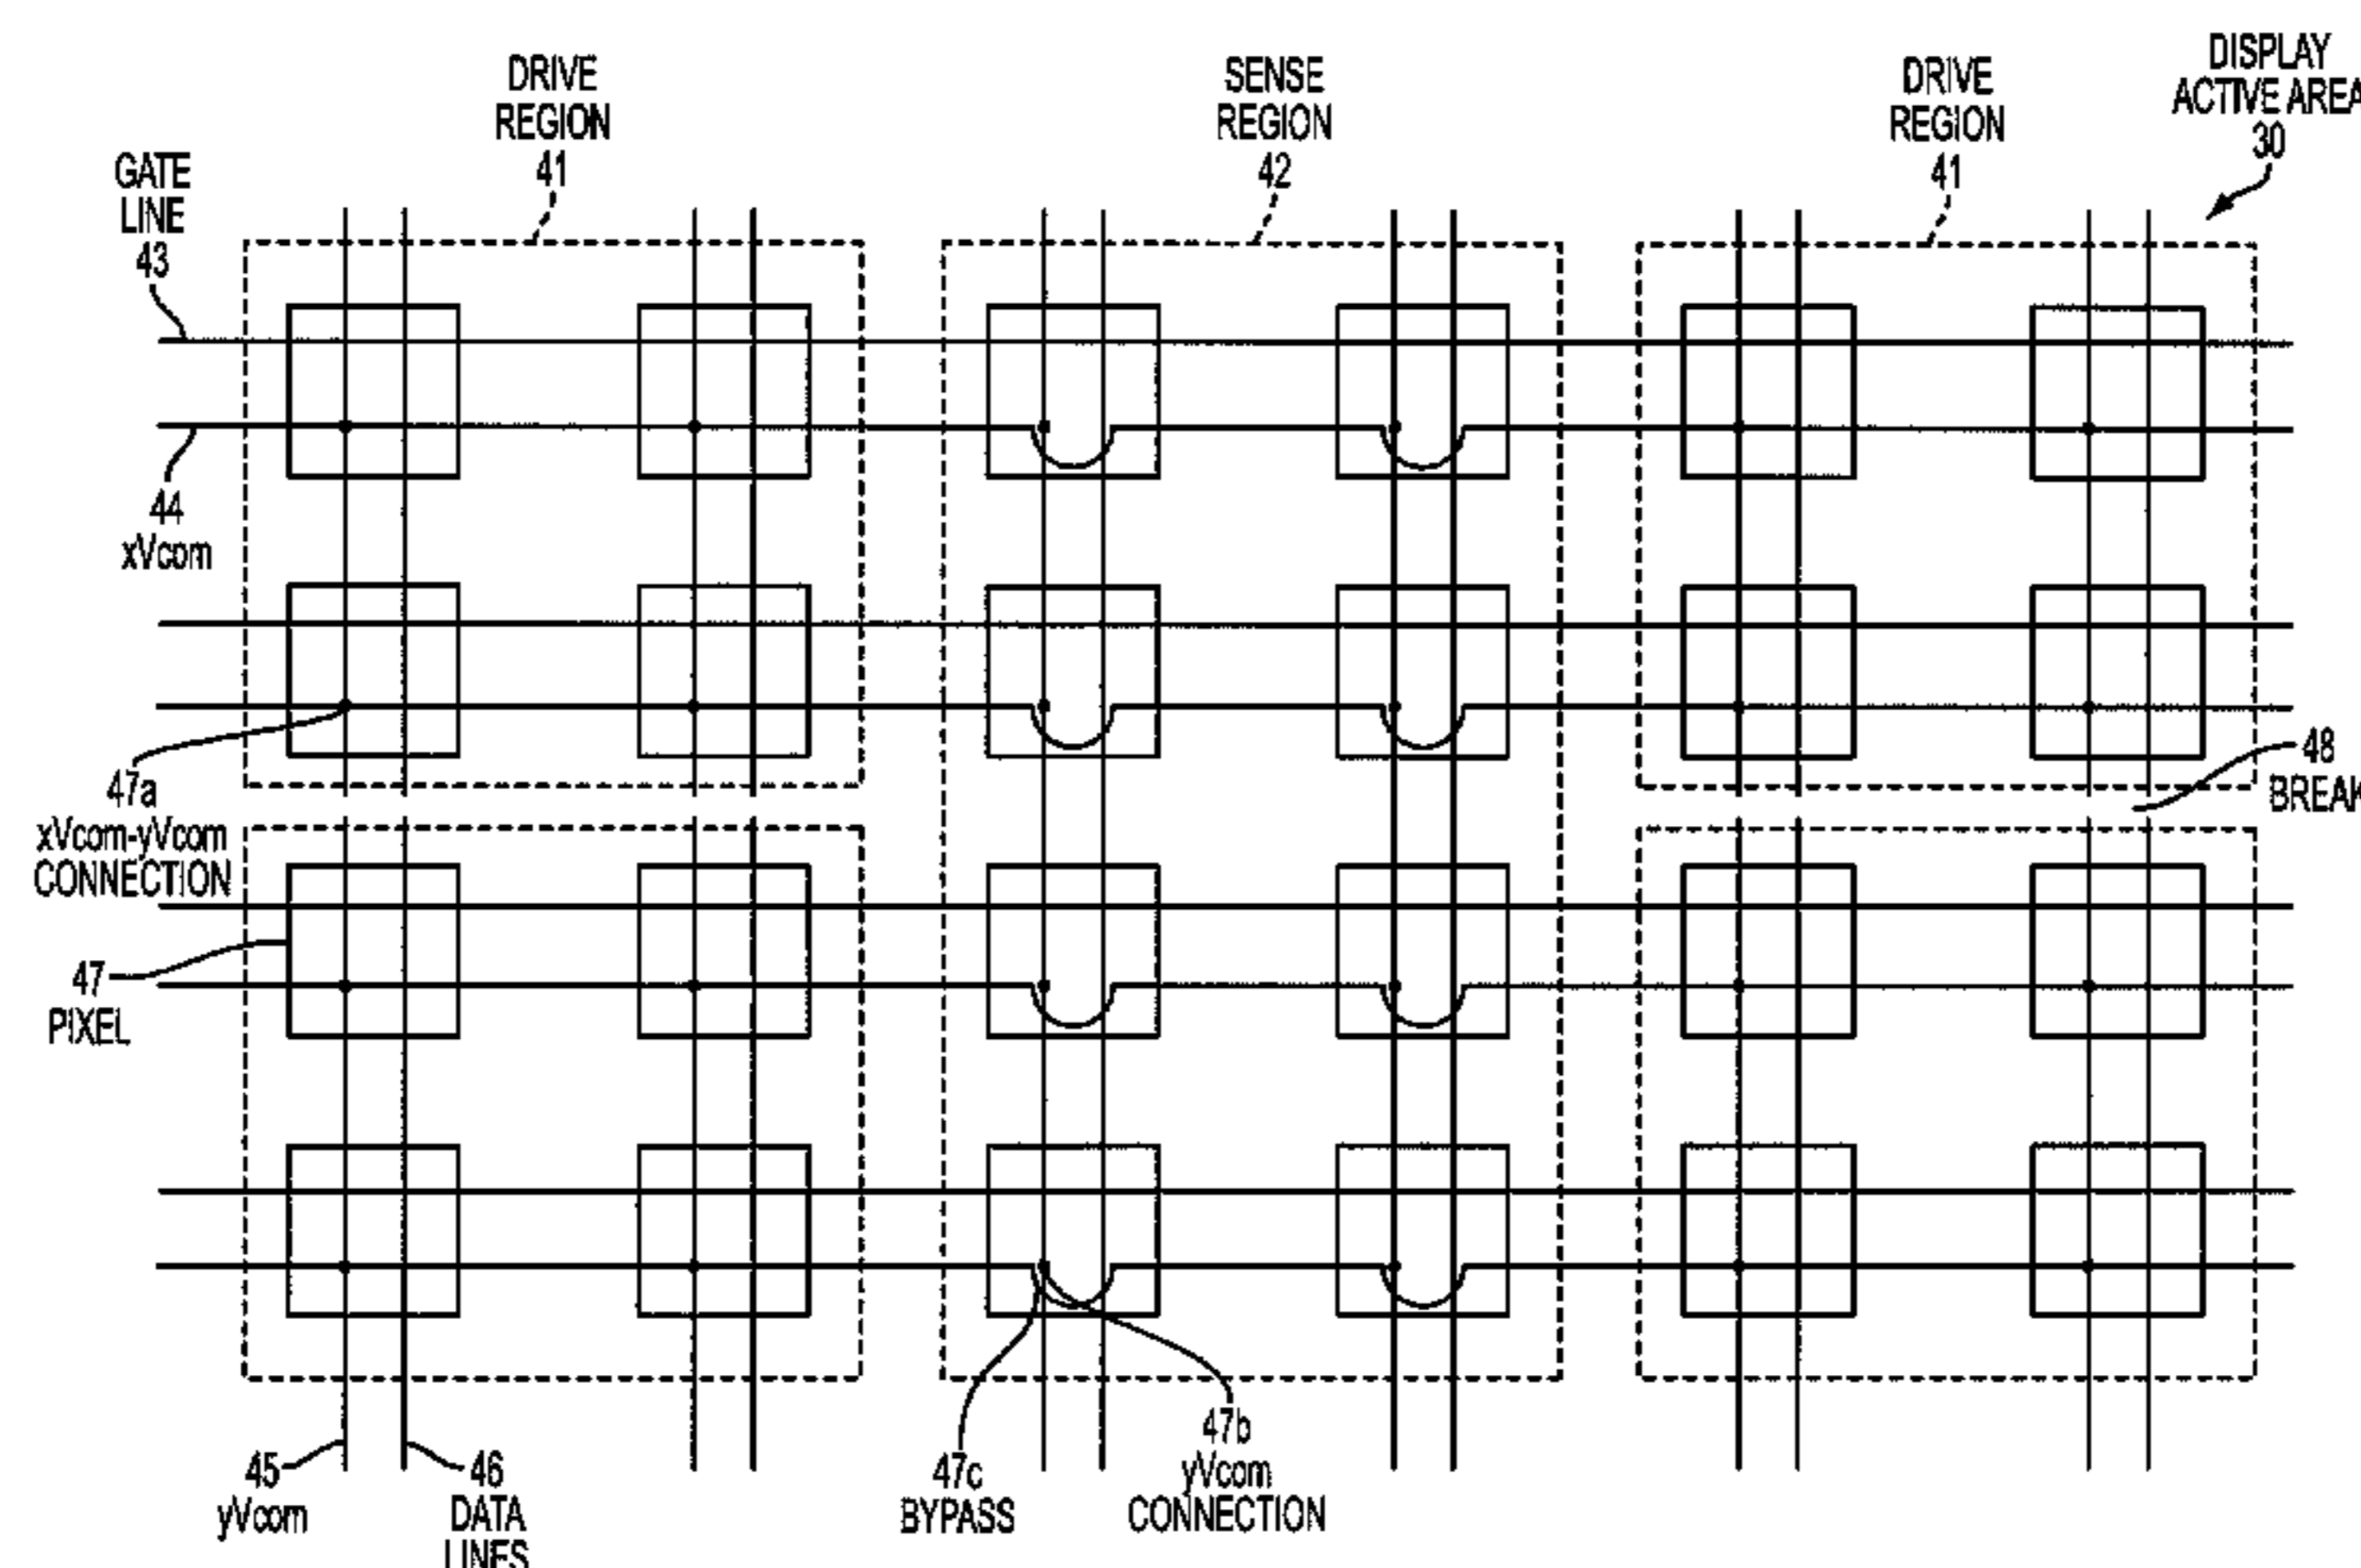 DRIVE
REGION
41
SENSE
REGION
42
DRIVE
REGION
41
DISPLAY
ACTIVE AREA
30
GATE
LINE
43
44
xVcom
47a
xVcom-yVcom
CONNECTION
48
BREAK
47
PIXEL
45
yVcom
46
DATA
LINES
47c
BYPASS
47b
yVcom
CONNECTION